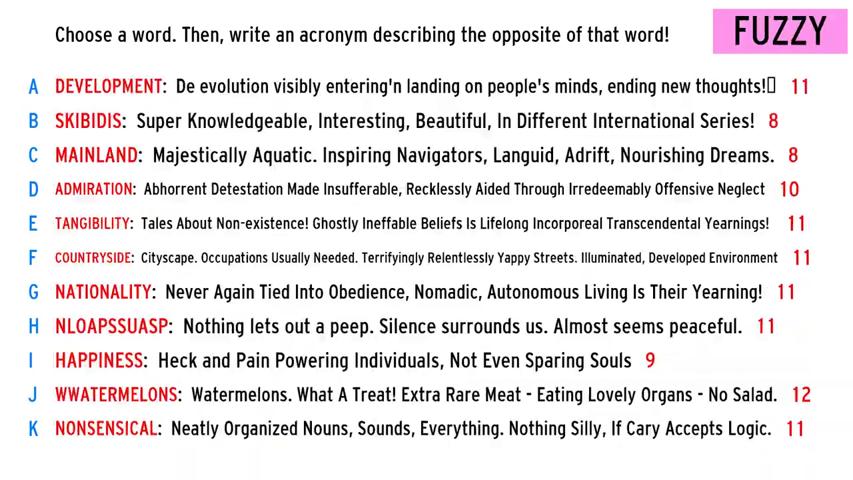 Choose a word. Then, write an acronym describing the opposite of that word!
FUZZY
A DEVELOPMENT: De evolution visibly entering'n landing on people's minds, ending new thoughts!▯ 11
B SKIBIDIS: Super Knowledgeable, Interesting, Beautiful, In Different International Series! 8
C MAINLAND: Majestically Aquatic. Inspiring Navigators, Languid, Adrift, Nourishing Dreams. 8
D ADMIRATION: Abhorrent Detestation Made Insufferable, Recklessly Aided Through Irredeemably Offensive Neglect 10
E TANGIBILITY: Tales About Non-existence! Ghostly Ineffable Beliefs Is Lifelong Incorporeal Transcendental Yearnings! 11
F COUNTRYSIDE: Cityscape. Occupations Usually Needed. Terrifyingly Relentlessly Yappy Streets. Illuminated, Developed Environment 11
G NATIONALITY: Never Again Tied Into Obedience, Nomadic, Autonomous Living Is Their Yearning! 11
H NLOAPSSUASP: Nothing lets out a peep. Silence surrounds us. Almost seems peaceful. 11
I HAPPINESS: Heck and Pain Powering Individuals, Not Even Sparing Souls 9
J WWATERMELONS: Watermelons. What A Treat! Extra Rare Meat - Eating Lovely Organs - No Salad. 12
K NONSENSICAL: Neatly Organized Nouns, Sounds, Everything. Nothing Silly, If Cary Accepts Logic. 11